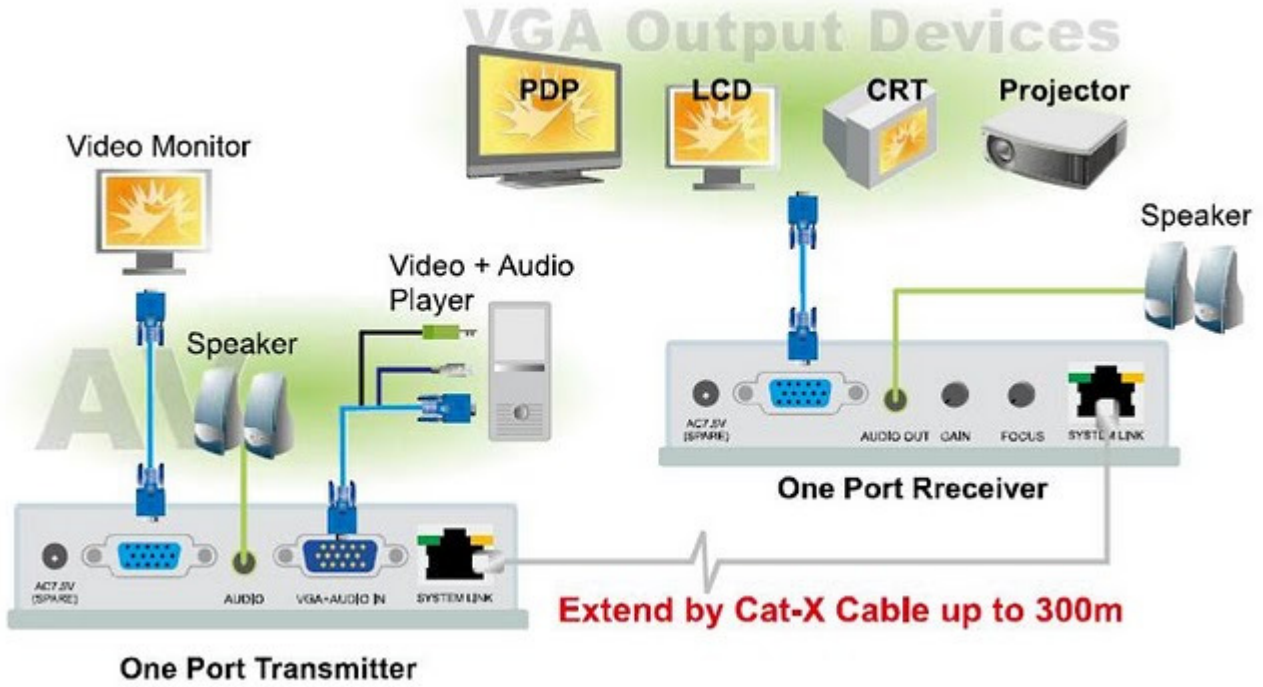 VGA Output Devices
PDP
LCD
CRT
Projector
Video Monitor
Speaker
Video + Audio
Player
Speaker
AV
AC7.5V
(SPARE)
AUDIO OUT
GAIN
FOCUS
SYSTEM LINK
One Port Rreceiver
AC7.5V
(SPARE)
AUDIO
VGA+AUDIO IN
SYSTEM LINK
Extend by Cat-X Cable up to 300m
One Port Transmitter